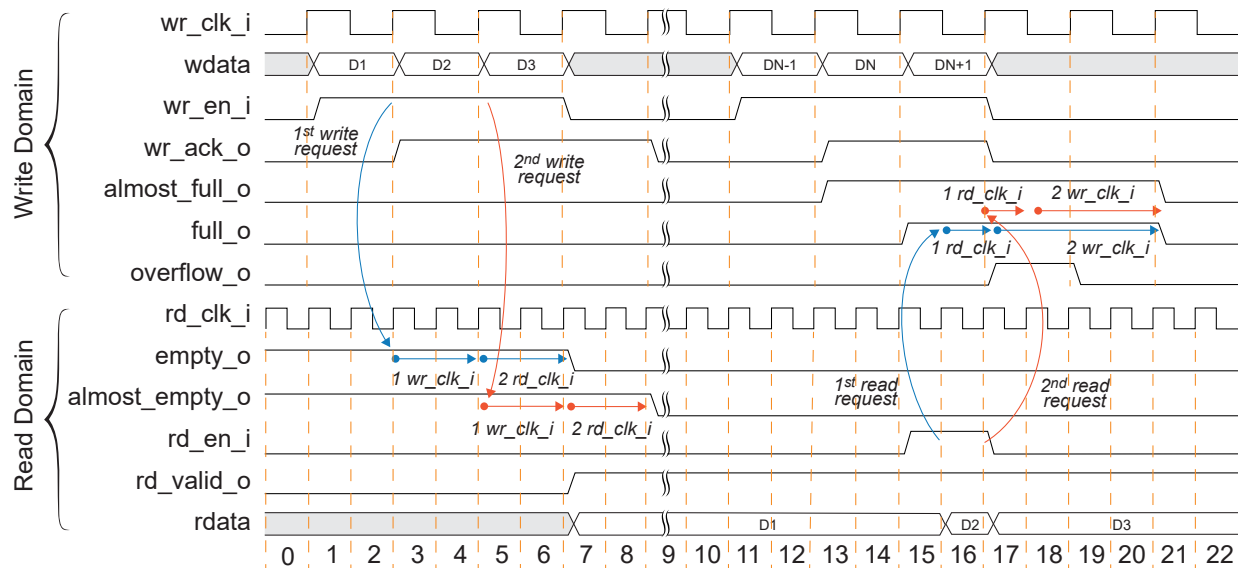 Write Domain
wr_clk_i
wdata D1 D2 D3 DN-1 DN DN+1
wr_en_i
1st write
request
wr_ack_o
2nd write
request
almost_full_o
1 rd_clk_i 2 wr_clk_i
full_o
1 rd_clk_i 2 wr_clk_i
overflow_o
Read Domain
rd_clk_i
empty_o
1 wr_clk_i 2 rd_clk_i
almost_empty_o
1 wr_clk_i 2 rd_clk_i
1st read
request
2nd read
request
rd_en_i
rd_valid_o
rdata D1 D2 D3
0 1 2 3 4 5 6 7 8 9 10 11 12 13 14 15 16 17 18 19 20 21 22